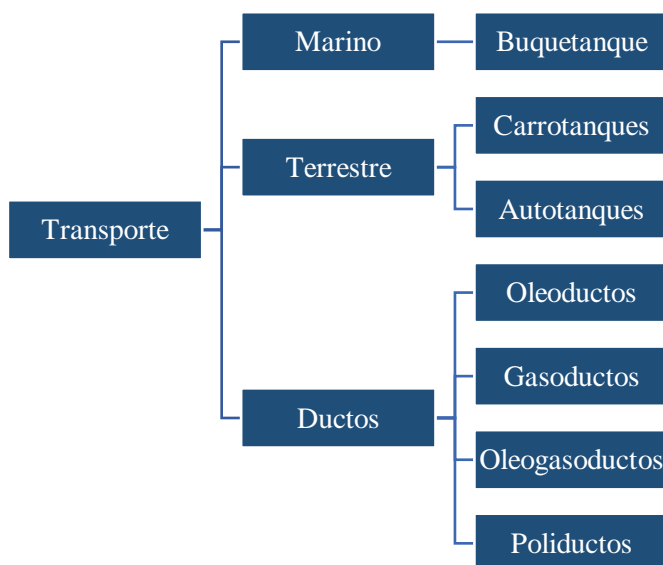 Transporte
Marino
Buquetanque
Terrestre
Carrotanques
Autotanques
Ductos
Oleoductos
Gasoductos
Oleogasoductos
Poliductos